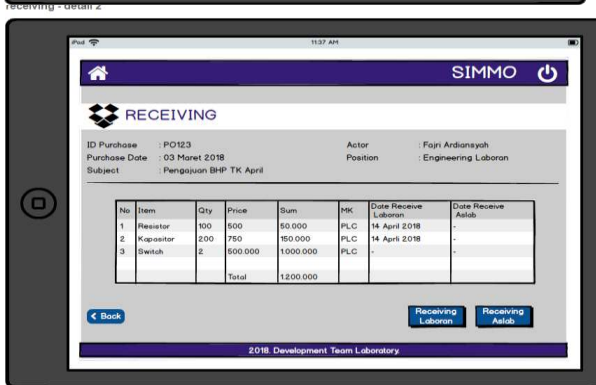 receiving - detail 2
iPad 11:37 AM
SIMMO
RECEIVING
ID Purchase : PO123 Actor : Fajri Ardiansyah
Purchase Date : 03 Maret 2018 Position : Engineering Laboran
Subject : Pengajuan BHP TK April
No Item Qty Price Sum MK Date Receive Laboran Date Receive Aslab
1 Resistor 100 500 50.000 PLC 14 April 2018 -
2 Kapasitor 200 750 150.000 PLC 14 April 2018 -
3 Switch 2 500.000 1.000.000 PLC - -
Total 1.200.000
< Back Receiving Laboran Receiving Aslab
2018. Development Team Laboratory.